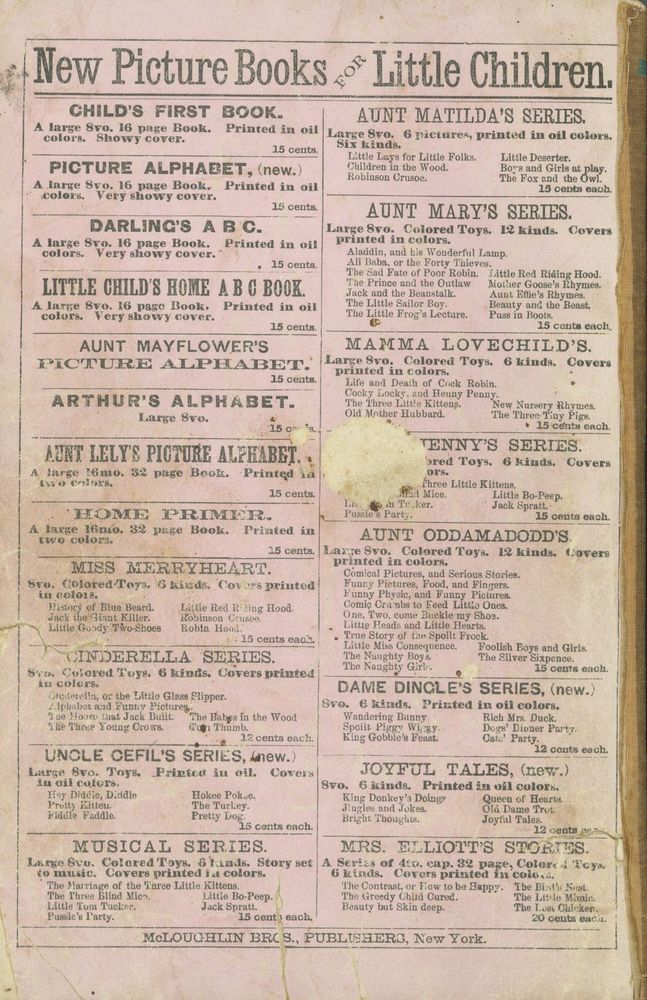 New Picture Books FOR Little Children.
CHILD'S FIRST BOOK.
A large 8vo. 16 page Book. Printed in oil
colors. Showy cover.
15 cents.
PICTURE ALPHABET, (new.)
A large 8vo. 16 page Book. Printed in oil
colors. Very showy cover.
15 cents.
DARLING'S A B C.
A large 8vo. 16 page Book. Printed in oil
colors. Very showy cover.
15 cents.
LITTLE CHILD'S HOME A B C BOOK.
A large 8vo. 16 page Book. Printed in oil
colors. Very showy cover.
15 cents.
AUNT MAYFLOWER'S
PICTURE ALPHABET.
15 cents.
ARTHUR'S ALPHABET.
Large 8vo.
15
AUNT LELY'S PICTURE ALPHABET.
A large 16mo. 32 page Book. Printed in
two colors.
15 cents.
HOME PRIMER.
A large 16mo. 32 page Book. Printed in
two colors.
15 cents.
MISS MERRYHEART.
8vo. Colored Toys. 6 kinds. Covers printed
in colors.
History of Blue Beard. Little Red Riding Hood.
Jack the Giant Killer. Robinson Crusoe.
Little Goody Two-Shoes Robin Hood.
15 cents each.
CINDERELLA SERIES.
8vo. Colored Toys. 6 kinds. Covers printed
in colors.
Cinderella, or the Little Glass Slipper.
Alphabet and Funny Pictures.
The House that Jack Built. The Babes in the Wood
The Three Young Crows. Tom Thumb.
12 cents each.
UNCLE CEFIL'S SERIES, (new.)
Large 8vo. Toys. Printed in oil. Covers
in oil colors.
Hey Diddle, Diddle Hokee Pokee.
Pretty Kitten. The Turkey.
Fiddle Faddle. Pretty Dog.
15 cents each.
MUSICAL SERIES.
Large 8vo. Colored Toys. 6 kinds. Story set
to music. Covers printed in colors.
The Marriage of the Three Little Kittens.
The Three Blind Mice. Little Bo-Peep.
Little Tom Tucker. Jack Spratt.
Pussie's Party. 15 cents each,
AUNT MATILDA'S SERIES.
Large 8vo. 6 pictures, printed in oil colors.
Six kinds.
Little Lays for Little Folks. Little Deserter.
Children in the Wood. Boys and Girls at play.
Robinson Crusoe. The Fox and the Owl.
15 cents each.
AUNT MARY'S SERIES.
Large 8vo. Colored Toys. 12 kinds. Covers
printed in colors.
Aladdin, and his Wonderful Lamp.
Ali Baba, or the Forty Thieves.
The Sad Fate of Poor Robin. Little Red Riding Hood.
The Prince and the Outlaw Mother Goose's Rhymes.
Jack and the Beanstalk. Aunt Effie's Rhymes.
The Little Sailor Boy. Beauty and the Beast.
The Little Frog's Lecture. Puss in Boots.
15 cents each.
MAMMA LOVECHILD'S.
Large 8vo. Colored Toys. 6 kinds. Covers
printed in colors.
Life and Death of Cock Robin.
Cocky Locky, and Henny Penny.
The Three Little Kittens. New Nursery Rhymes.
Old Mother Hubbard. The Three Tiny Pigs.
15 cents each.
JENNY'S SERIES.
Toys. 6 kinds. Covers
Three Little Kittens.
Mice. Little Bo-Peep.
Tucker. Jack Spratt.
Pussie's Party. 15 cents each.
AUNT ODDAMADODD'S.
Large 8vo. Colored Toys. 12 kinds. Covers
printed in colors.
Comical Pictures, and Serious Stories.
Funny Pictures, Food, and Fingers.
Funny Physic, and Funny Pictures.
Comic Crambs to Feed Little Ones.
One, Two, come Buckle my Shoe.
Little Heads and Little Hearts.
True Story of the Spoilt Frock.
Little Miss Consequence. Foolish Boys and Girls.
The Naughty Boys. The Silver Sixpence.
The Naughty Girls. 15 cents each.
DAME DINGLE'S SERIES, (new.)
8vo. 6 kinds. Printed in oil colors.
Wandering Bunny Rich Mrs. Duck.
Spoilt Piggy Wiggy. Dogs' Dinner Party.
King Gobble's Feast. Cats' Party.
12 cents each.
JOYFUL TALES, (new.)
8vo. 6 kinds. Printed in oil colors.
King Donkey's Doings Queen of Hearts.
Jingles and Jokes. Old Dame Trot.
Bright Thoughts. Joyful Tales.
12 cents
MRS. ELLIOTT'S STORIES.
A Series of 4to. cap. 32 page, Colored Toys.
6 kinds. Covers printed in colors.
The Contrast, or How to be Happy. The Bird's Nest.
The Greedy Child Cured. The Little Mimic.
Beauty but Skin deep. The Lost Chicken.
20 cents each.
McLOUGHLIN BROS., PUBLISHERS, New York.